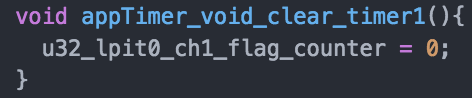 void appTimer_void_clear_timer1(){
  u32_lpit0_ch1_flag_counter = 0;
}